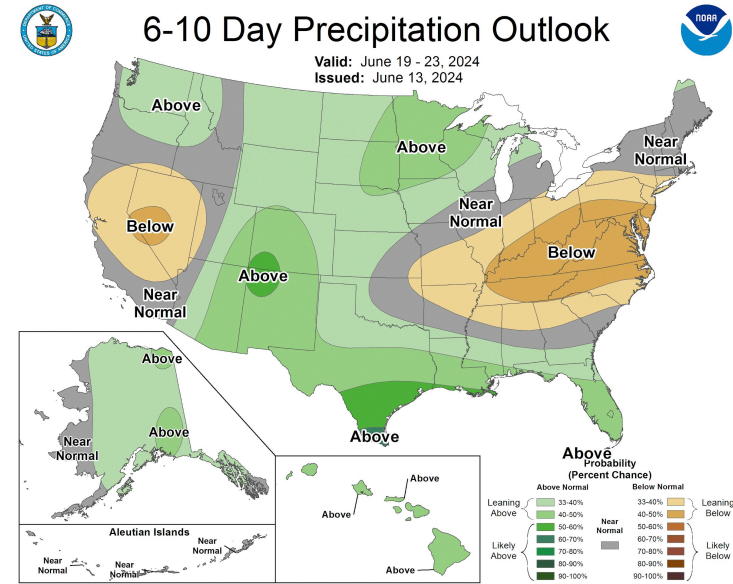 6-10 Day Precipitation Outlook
Valid: June 19 - 23, 2024
Issued: June 13, 2024
NOAA
Above
Above
Near
Normal
Near
Normal
Below
Below
Above
Near
Normal
Above
Above
Near
Normal
Above
Above
Above
Above
Above
Aleutian Islands
Near
Normal
Near
Normal
Near
Normal
Above
Probability
(Percent Chance)
Above Normal
Below Normal
Leaning
Above
33-40%
40-50%
Likely
Above
50-60%
60-70%
70-80%
80-90%
90-100%
Near
Normal
33-40%
40-50%
Leaning
Below
50-60%
60-70%
70-80%
80-90%
90-100%
Likely
Below